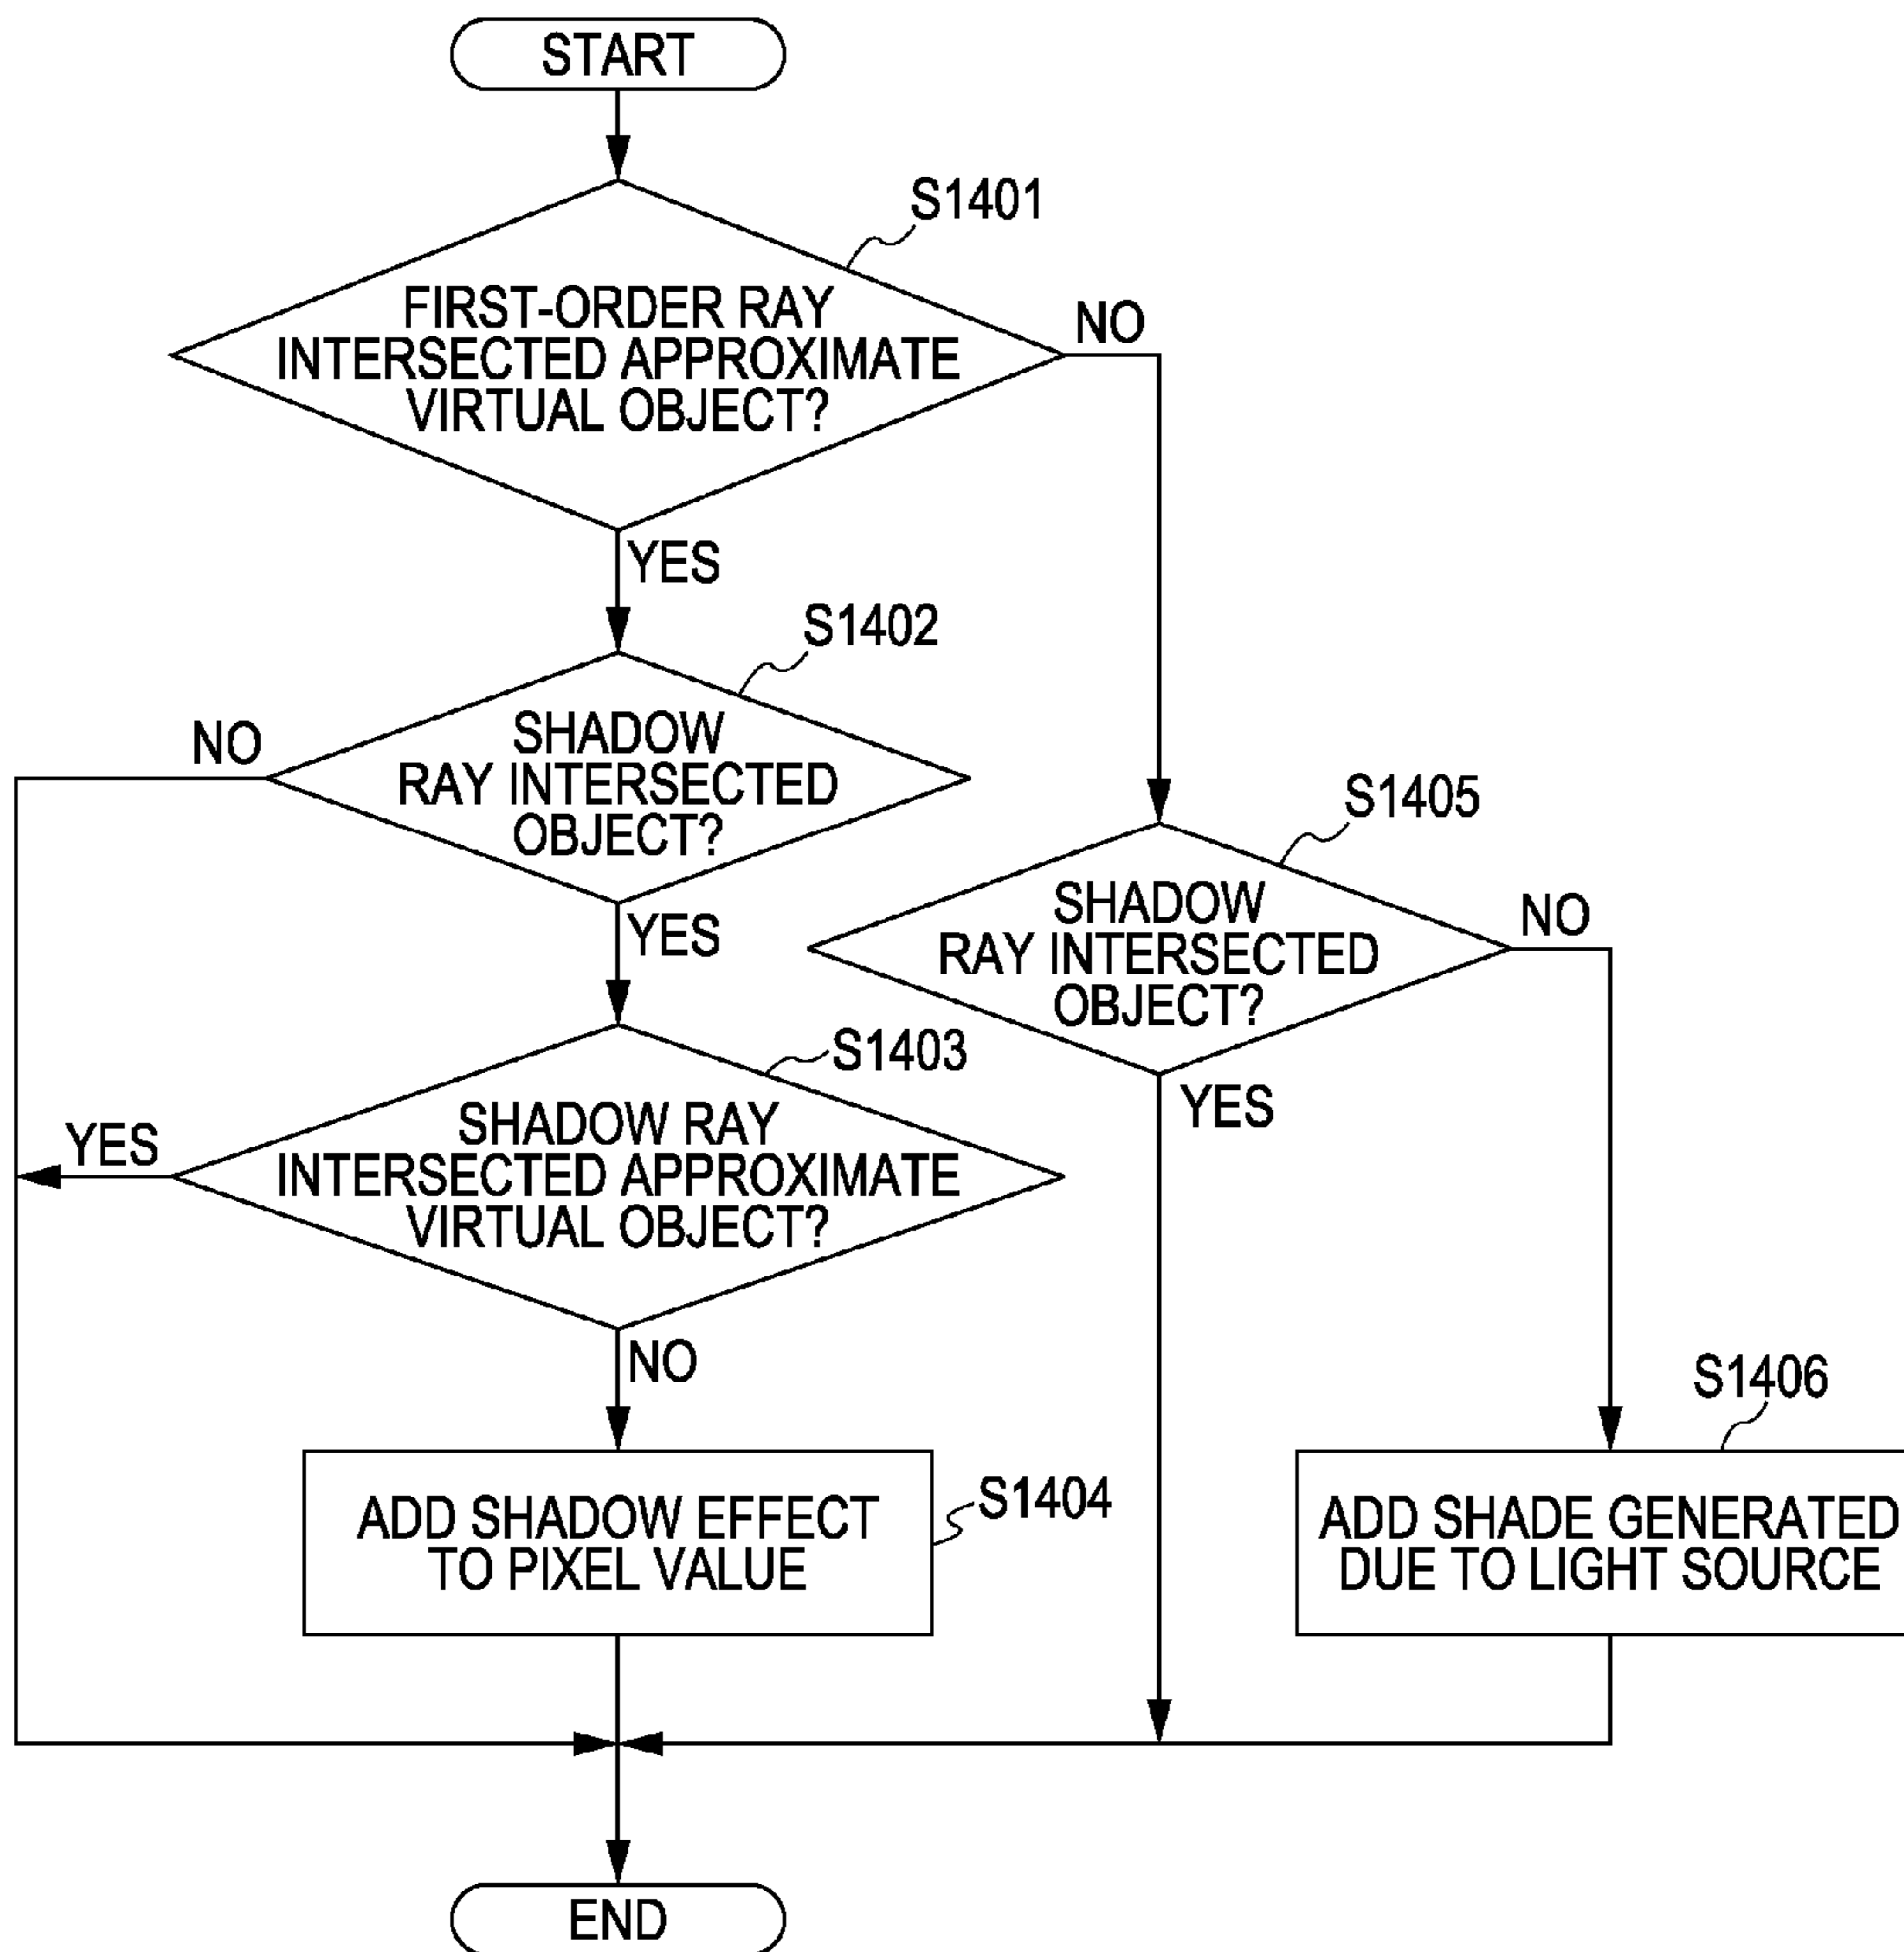 START
S1401
FIRST-ORDER RAY
INTERSECTED APPROXIMATE
VIRTUAL OBJECT?
NO
YES
S1402
SHADOW
RAY INTERSECTED
OBJECT?
NO
YES
S1405
SHADOW
RAY INTERSECTED
OBJECT?
NO
YES
S1403
SHADOW RAY
INTERSECTED APPROXIMATE
VIRTUAL OBJECT?
YES
NO
S1404
ADD SHADOW EFFECT
TO PIXEL VALUE
S1406
ADD SHADE GENERATED
DUE TO LIGHT SOURCE
END